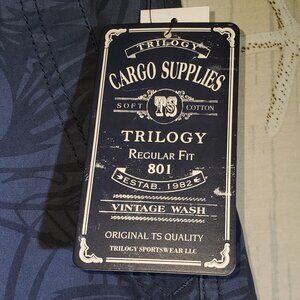 TRILOGY
CARGO SUPPLIES
SOFT TS COTTON
TRILOGY
REGULAR FIT
801
ESTAB. 1982
VINTAGE WASH
ORIGINAL TS QUALITY
TRILOGY SPORTSWEAR LLC